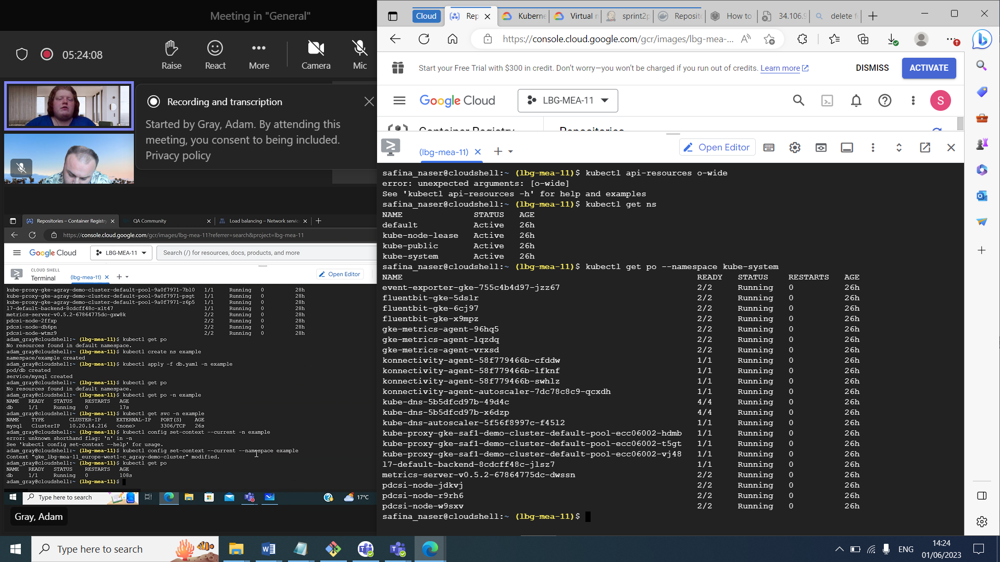 Meeting in "General"
05:24:08
Raise
React
More
Camera
Mic
Recording and transcription
Started by Gray, Adam. By attending this
meeting, you consent to being included.
Privacy policy
Repositories – Container Registry
QA Community
Load balancing – Network servic
https://console.cloud.google.com/gcr/images/lbg-mea-11?referrer=search&project=lbg-mea-11
Google Cloud
LBG-MEA-11
Search (/) for resources, docs, products, and more
CLOUD SHELL
Terminal
(lbg-mea-11)
Open Editor
kube-proxy-gke-agray-demo-cluster-default-pool-9a0f7971-7bl0 1/1 Running 0 28h
kube-proxy-gke-agray-demo-cluster-default-pool-9a0f7971-psgt 1/1 Running 0 28h
kube-proxy-gke-agray-demo-cluster-default-pool-9a0f7971-z6p5 1/1 Running 0 28h
l7-default-backend-8cdcff48c-xlt47 1/1 Running 0 28h
metrics-server-v0.5.2-67864775dc-gxw8k 2/2 Running 0 28h
pdcsi-node-2ffxp 2/2 Running 0 28h
pdcsi-node-dh6pn 2/2 Running 0 28h
pdcsi-node-wtmz9 2/2 Running 0 28h
adam_gray@cloudshell:~ (lbg-mea-11)$ kubectl get po
No resources found in default namespace.
adam_gray@cloudshell:~ (lbg-mea-11)$ kubectl create ns example
namespace/example created
adam_gray@cloudshell:~ (lbg-mea-11)$ kubectl apply -f db.yaml -n example
pod/db created
service/mysql created
adam_gray@cloudshell:~ (lbg-mea-11)$ kubectl get po
No resources found in default namespace.
adam_gray@cloudshell:~ (lbg-mea-11)$ kubectl get po -n example
NAME READY STATUS RESTARTS AGE
db 1/1 Running 0 17s
adam_gray@cloudshell:~ (lbg-mea-11)$ kubectl get svc -n example
NAME TYPE CLUSTER-IP EXTERNAL-IP PORT(S) AGE
mysql ClusterIP 10.20.14.216 <none> 3306/TCP 26s
adam_gray@cloudshell:~ (lbg-mea-11)$ kubectl config set-context --current -n example
error: unknown shorthand flag: 'n' in -n
See 'kubectl config set-context --help' for usage.
adam_gray@cloudshell:~ (lbg-mea-11)$ kubectl config set-context --current --namespace example
Context "gke_lbg-mea-11_europe-west1-c_agray-demo-cluster" modified.
adam_gray@cloudshell:~ (lbg-mea-11)$ kubectl get po
NAME READY STATUS RESTARTS AGE
db 1/1 Running 0 108s
adam_gray@cloudshell:~ (lbg-mea-11)$
Type here to search
17°C
Gray, Adam
Cloud
Rep
Kuberne
Virtual
sprint2p
Reposit
How to
34.106.9
delete f
https://console.cloud.google.com/gcr/images/lbg-mea-...
Start your Free Trial with $300 in credit. Don't worry—you won't be charged if you run out of credits. Learn more
DISMISS
ACTIVATE
Google Cloud
LBG-MEA-11
S
Container Registry
Repositories
(lbg-mea-11)
Open Editor
safina_naser@cloudshell:~ (lbg-mea-11)$ kubectl api-resources o-wide
error: unexpected arguments: [o-wide]
See 'kubectl api-resources -h' for help and examples
safina_naser@cloudshell:~ (lbg-mea-11)$ kubectl get ns
NAME STATUS AGE
default Active 26h
kube-node-lease Active 26h
kube-public Active 26h
kube-system Active 26h
safina_naser@cloudshell:~ (lbg-mea-11)$ kubectl get po --namespace kube-system
NAME READY STATUS RESTARTS AGE
event-exporter-gke-755c4b4d97-jzz67 2/2 Running 0 26h
fluentbit-gke-5dslr 2/2 Running 0 26h
fluentbit-gke-6cj97 2/2 Running 0 26h
fluentbit-gke-x9mpz 2/2 Running 0 26h
gke-metrics-agent-96hq5 2/2 Running 0 26h
gke-metrics-agent-lqzdq 2/2 Running 0 26h
gke-metrics-agent-vrxsd 2/2 Running 0 26h
konnectivity-agent-58f779466b-cfddw 1/1 Running 0 26h
konnectivity-agent-58f779466b-lfknf 1/1 Running 0 26h
konnectivity-agent-58f779466b-swhlz 1/1 Running 0 26h
konnectivity-agent-autoscaler-7dc78c8c9-qcxdh 1/1 Running 0 26h
kube-dns-5b5dfcd97b-49d4c 4/4 Running 0 26h
kube-dns-5b5dfcd97b-x6dzp 4/4 Running 0 26h
kube-dns-autoscaler-5f56f8997c-f45l2 1/1 Running 0 26h
kube-proxy-gke-saf1-demo-cluster-default-pool-ecc06002-hdmb 1/1 Running 0 26h
kube-proxy-gke-saf1-demo-cluster-default-pool-ecc06002-t5gt 1/1 Running 0 26h
kube-proxy-gke-saf1-demo-cluster-default-pool-ecc06002-vj48 1/1 Running 0 26h
l7-default-backend-8cdcff48c-jlsz7 1/1 Running 0 26h
metrics-server-v0.5.2-67864775dc-dwssn 2/2 Running 0 26h
pdcsi-node-jdkvj 2/2 Running 0 26h
pdcsi-node-r9rh6 2/2 Running 0 26h
pdcsi-node-w9sxv 2/2 Running 0 26h
safina_naser@cloudshell:~ (lbg-mea-11)$
Type here to search
ENG
14:24
01/06/2023